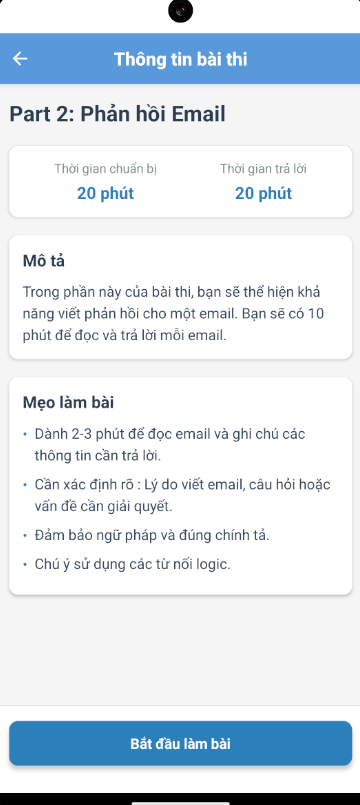 Thông tin bài thi
Part 2: Phản hồi Email
Thời gian chuẩn bị
Thời gian trả lời
20 phút
20 phút
Mô tả
Trong phần này của bài thi, bạn sẽ thể hiện khả
năng viết phản hồi cho một email. Bạn sẽ có 10
phút để đọc và trả lời mỗi email.
Mẹo làm bài
• Dành 2-3 phút để đọc email và ghi chú các
thông tin cần trả lời.
• Cần xác định rõ : Lý do viết email, câu hỏi hoặc
vấn đề cần giải quyết.
• Đảm bảo ngữ pháp và đúng chính tả.
• Chú ý sử dụng các từ nối logic.
Bắt đầu làm bài